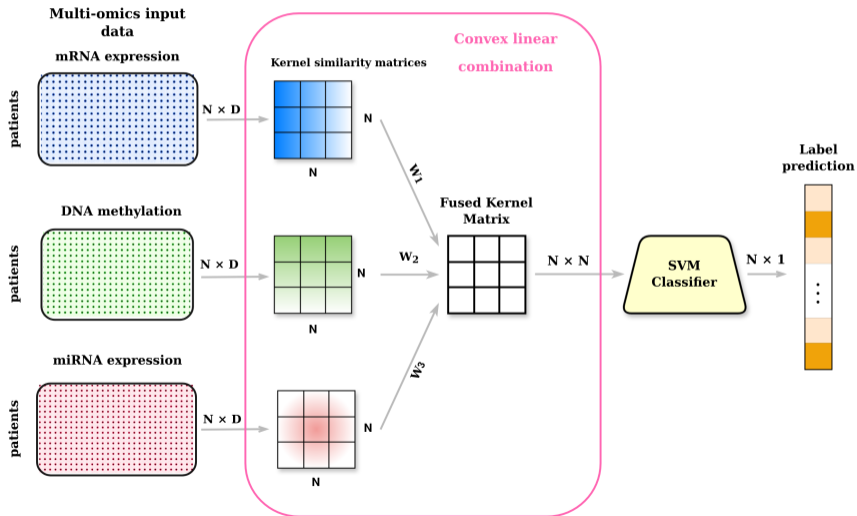 Multi-omics input
data
mRNA expression
patients
N × D
Kernel similarity matrices
N
N
Convex linear
combination
W1
DNA methylation
patients
N × D
N
N
W2
Fused Kernel
Matrix
N × N
SVM
Classifier
N × 1
Label
prediction
miRNA expression
patients
N × D
N
N
W3